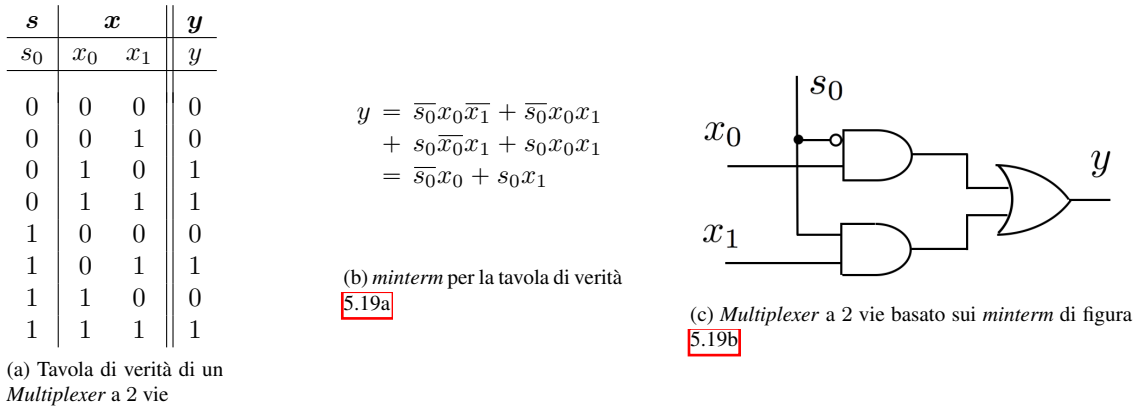 s x y
s₀ x₀ x₁ y
0 0 0 0
0 0 1 0
0 1 0 1
0 1 1 1
1 0 0 0
1 0 1 1
1 1 0 0
1 1 1 1
(a) Tavola di verità di un
Multiplexer a 2 vie
y = s̅₀x₀x̅₁ + s̅₀x₀x₁
+ s₀x̅₀x₁ + s₀x₀x₁
= s̅₀x₀ + s₀x₁
(b) minterm per la tavola di verità
5.19a
s₀
x₀
y
x₁
(c) Multiplexer a 2 vie basato sui minterm di figura
5.19b